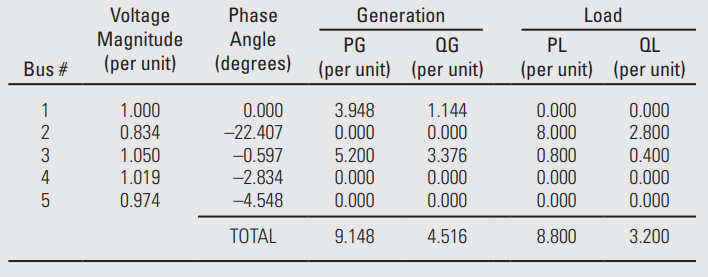 Voltage Phase Generation Load
Magnitude Angle PG QG PL QL
Bus # (per unit) (degrees) (per unit) (per unit) (per unit) (per unit)
1 1.000 0.000 3.948 1.144 0.000 0.000
2 0.834 –22.407 0.000 0.000 8.000 2.800
3 1.050 –0.597 5.200 3.376 0.800 0.400
4 1.019 –2.834 0.000 0.000 0.000 0.000
5 0.974 –4.548 0.000 0.000 0.000 0.000
TOTAL 9.148 4.516 8.800 3.200